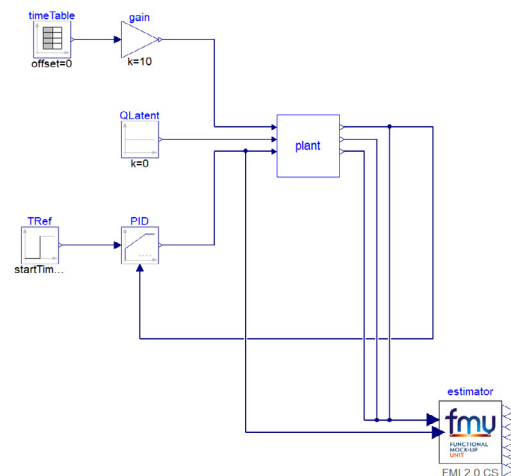 timeTable
gain
offset=0
k=10
QLatent
plant
k=0
TRef
PID
startTim...
estimator
fmu
FUNCTIONAL
MOCK-UP
UNIT
FMI 2.0 CS